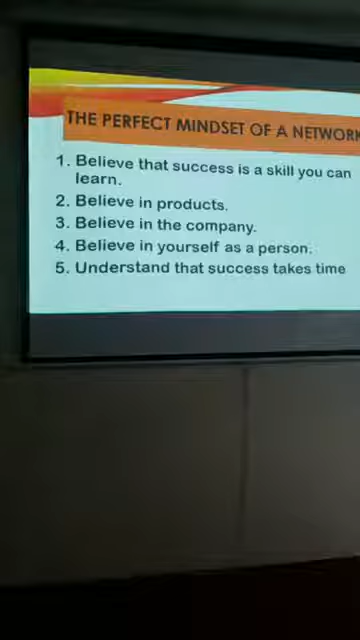 THE PERFECT MINDSET OF A NETWORK
1. Believe that success is a skill you can
learn.
2. Believe in products.
3. Believe in the company.
4. Believe in yourself as a person.
5. Understand that success takes time